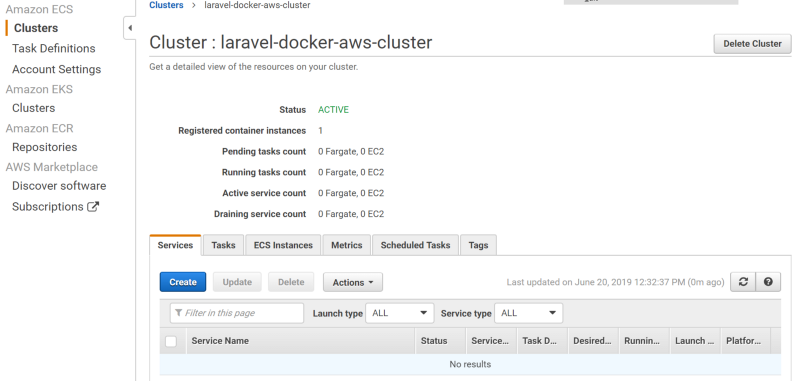 Amazon ECS
Clusters
Task Definitions
Account Settings
Amazon EKS
Clusters
Amazon ECR
Repositories
AWS Marketplace
Discover software
Subscriptions
Clusters > laravel-docker-aws-cluster
Cluster : laravel-docker-aws-cluster
Delete Cluster
Get a detailed view of the resources on your cluster.
Status ACTIVE
Registered container instances 1
Pending tasks count 0 Fargate, 0 EC2
Running tasks count 0 Fargate, 0 EC2
Active service count 0 Fargate, 0 EC2
Draining service count 0 Fargate, 0 EC2
Services Tasks ECS Instances Metrics Scheduled Tasks Tags
Create Update Delete Actions Last updated on June 20, 2019 12:32:37 PM (0m ago)
Filter in this page Launch type ALL Service type ALL
Service Name Status Service... Task D... Desired... Runnin... Launch ... Platfor...
No results